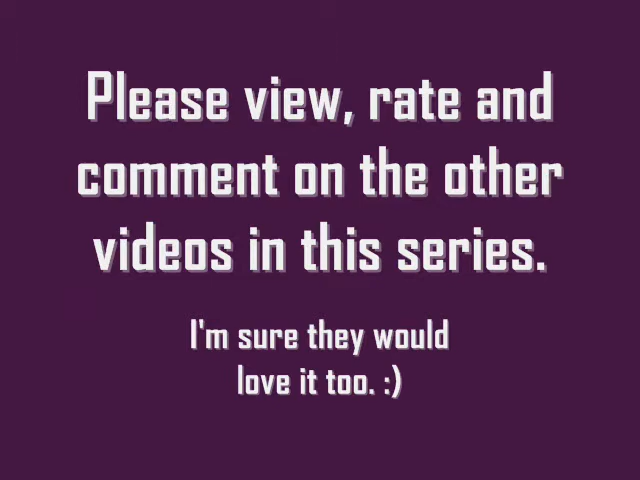 Please view, rate and
comment on the other
videos in this series.
I'm sure they would
love it too. :)